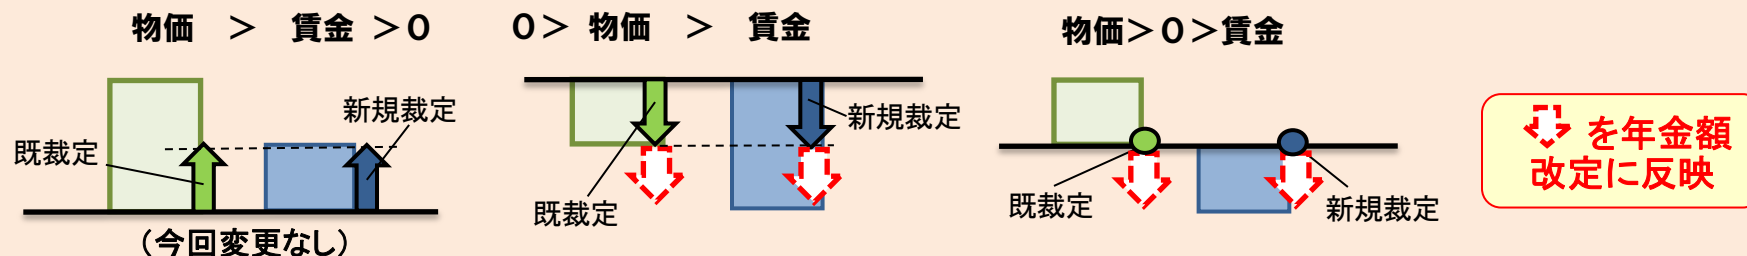 物価 > 賃金 >0
既裁定
新規裁定
(今回変更なし)
0> 物価 > 賃金
新規裁定
既裁定
物価>0>賃金
既裁定
新規裁定
を年金額
改定に反映